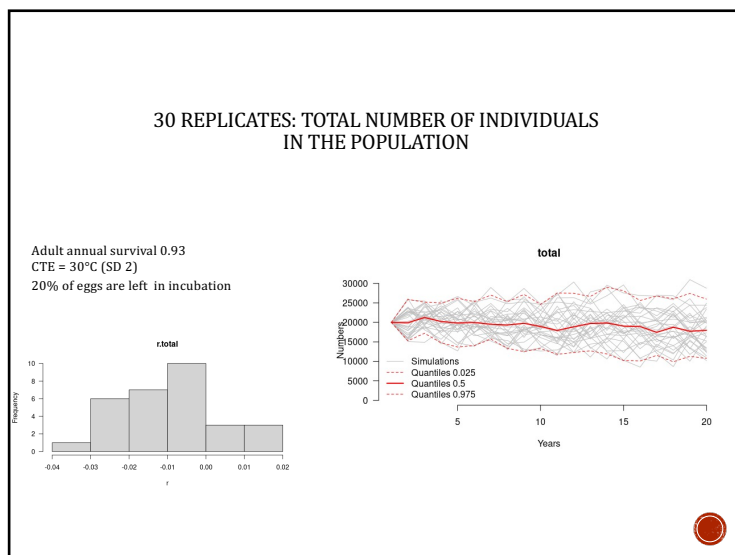 30 REPLICATES: TOTAL NUMBER OF INDIVIDUALS
IN THE POPULATION
Adult annual survival 0.93
CTE = 30°C (SD 2)
20% of eggs are left in incubation
r.total
Frequency
10
8
6
4
2
0
-0.04
-0.03
-0.02
-0.01
0.00
0.01
0.02
r
total
Numbers
30000
25000
20000
15000
10000
5000
0
Simulations
Quantiles 0.025
Quantiles 0.5
Quantiles 0.975
5
10
15
20
Years